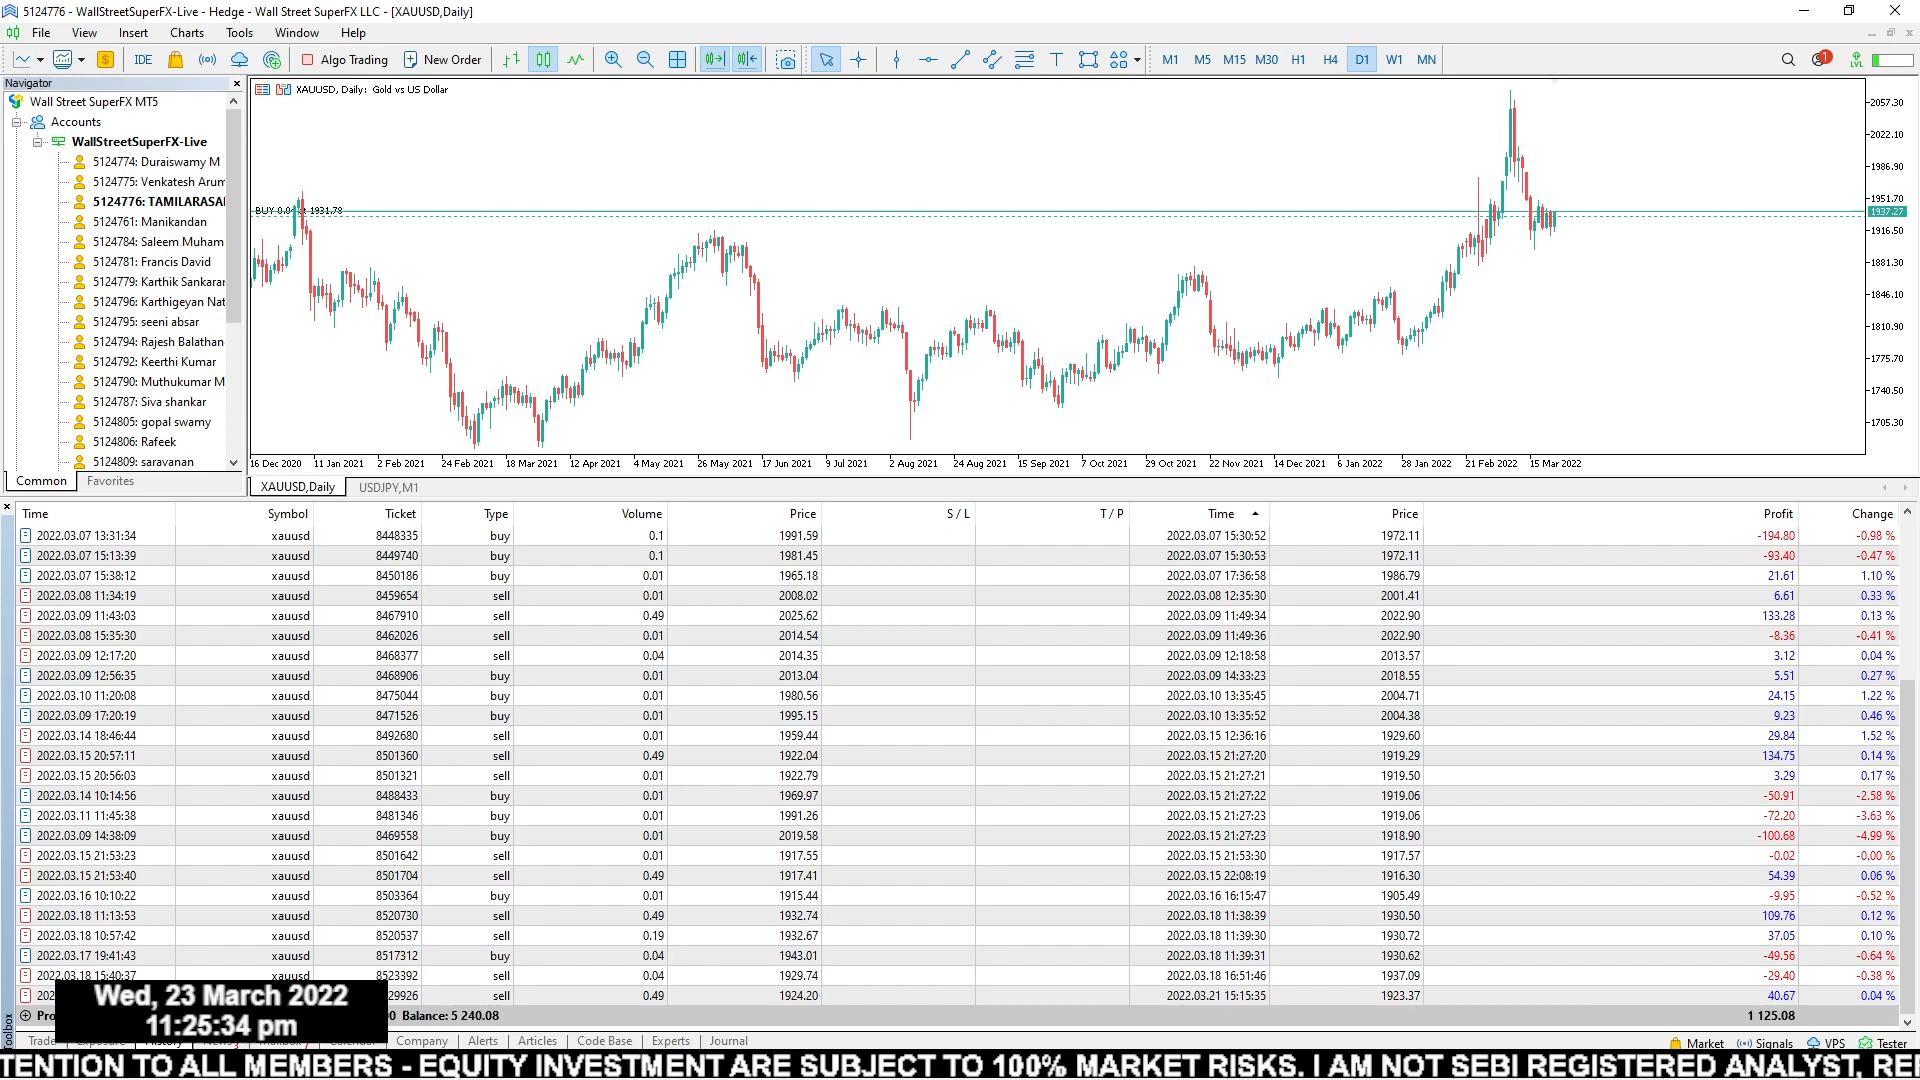 5124776 - WallStreetSuperFX-Live - Hedge - Wall Street SuperFX LLC - [XAUUSD,Daily]
File View Insert Charts Tools Window Help
IDE Algo Trading New Order M1 M5 M15 M30 H1 H4 D1 W1 MN 1 LVL
Navigator
Wall Street SuperFX MT5
Accounts
WallStreetSuperFX-Live
5124774: Duraiswamy M
5124775: Venkatesh Arum
5124776: TAMILARASA
5124761: Manikandan
5124784: Saleem Muham
5124781: Francis David
5124779: Karthik Sankarar
5124796: Karthigeyan Nat
5124795: seeni absar
5124794: Rajesh Balathan
5124792: Keerthi Kumar
5124790: Muthukumar M
5124787: Siva shankar
5124805: gopal swamy
5124806: Rafeek
5124809: saravanan
Common Favorites
XAUUSD, Daily: Gold vs US Dollar
BUY 0.04 at 1931.78
2057.30
2022.10
1986.90
1951.70
1937.27
1916.50
1881.30
1846.10
1810.90
1775.70
1740.50
1705.30
16 Dec 2020 11 Jan 2021 2 Feb 2021 24 Feb 2021 18 Mar 2021 12 Apr 2021 4 May 2021 26 May 2021 17 Jun 2021 9 Jul 2021 2 Aug 2021 24 Aug 2021 15 Sep 2021 7 Oct 2021 29 Oct 2021 22 Nov 2021 14 Dec 2021 6 Jan 2022 28 Jan 2022 21 Feb 2022 15 Mar 2022
XAUUSD,Daily USDJPY,M1
Time Symbol Ticket Type Volume Price S / L T / P Time Price Profit Change
2022.03.07 13:31:34 xauusd 8448335 buy 0.1 1991.59 2022.03.07 15:30:52 1972.11 -194.80 -0.98 %
2022.03.07 15:13:39 xauusd 8449740 buy 0.1 1981.45 2022.03.07 15:30:53 1972.11 -93.40 -0.47 %
2022.03.07 15:38:12 xauusd 8450186 buy 0.01 1965.18 2022.03.07 17:36:58 1986.79 21.61 1.10 %
2022.03.08 11:34:19 xauusd 8459654 sell 0.01 2008.02 2022.03.08 12:35:30 2001.41 6.61 0.33 %
2022.03.09 11:43:03 xauusd 8467910 sell 0.49 2025.62 2022.03.09 11:49:34 2022.90 133.28 0.13 %
2022.03.08 15:35:30 xauusd 8462026 sell 0.01 2014.54 2022.03.09 11:49:36 2022.90 -8.36 -0.41 %
2022.03.09 12:17:20 xauusd 8468377 sell 0.04 2014.35 2022.03.09 12:18:58 2013.57 3.12 0.04 %
2022.03.09 12:56:35 xauusd 8468906 buy 0.01 2013.04 2022.03.09 14:33:23 2018.55 5.51 0.27 %
2022.03.10 11:20:08 xauusd 8475044 buy 0.01 1980.56 2022.03.10 13:35:45 2004.71 24.15 1.22 %
2022.03.09 17:20:19 xauusd 8471526 buy 0.01 1995.15 2022.03.10 13:35:52 2004.38 9.23 0.46 %
2022.03.14 18:46:44 xauusd 8492680 sell 0.01 1959.44 2022.03.15 12:36:16 1929.60 29.84 1.52 %
2022.03.15 20:57:11 xauusd 8501360 sell 0.49 1922.04 2022.03.15 21:27:20 1919.29 134.75 0.14 %
2022.03.15 20:56:03 xauusd 8501321 sell 0.01 1922.79 2022.03.15 21:27:21 1919.50 3.29 0.17 %
2022.03.14 10:14:56 xauusd 8488433 buy 0.01 1969.97 2022.03.15 21:27:22 1919.06 -50.91 -2.58 %
2022.03.11 11:45:38 xauusd 8481346 buy 0.01 1991.26 2022.03.15 21:27:23 1919.06 -72.20 -3.63 %
2022.03.09 14:38:09 xauusd 8469558 buy 0.01 2019.58 2022.03.15 21:27:23 1918.90 -100.68 -4.99 %
2022.03.15 21:53:23 xauusd 8501642 sell 0.01 1917.55 2022.03.15 21:53:30 1917.57 -0.02 -0.00 %
2022.03.15 21:53:40 xauusd 8501704 sell 0.49 1917.41 2022.03.15 22:08:19 1916.30 54.39 0.06 %
2022.03.16 10:10:22 xauusd 8503364 buy 0.01 1915.44 2022.03.16 16:15:47 1905.49 -9.95 -0.52 %
2022.03.18 11:13:53 xauusd 8520730 sell 0.49 1932.74 2022.03.18 11:38:39 1930.50 109.76 0.12 %
2022.03.18 10:57:42 xauusd 8520537 sell 0.19 1932.67 2022.03.18 11:39:30 1930.72 37.05 0.10 %
2022.03.17 19:41:43 xauusd 8517312 buy 0.04 1943.01 2022.03.18 11:39:31 1930.62 -49.56 -0.64 %
2022.03.18 15:40:37 xauusd 8523392 sell 0.04 1929.74 2022.03.18 16:51:46 1937.09 -29.40 -0.38 %
202 29926 sell 0.49 1924.20 2022.03.21 15:15:35 1923.37 40.67 0.04 %
Pro 0 Balance: 5 240.08 1 125.08
Wed, 23 March 2022
11:25:34 pm
Toolbox
Trade Exposure History News Mailbox Calendar Company Alerts Articles Code Base Experts Journal
Market Signals VPS Tester
TENTION TO ALL MEMBERS - EQUITY INVESTMENT ARE SUBJECT TO 100% MARKET RISKS. I AM NOT SEBI REGISTERED ANALYST, REI